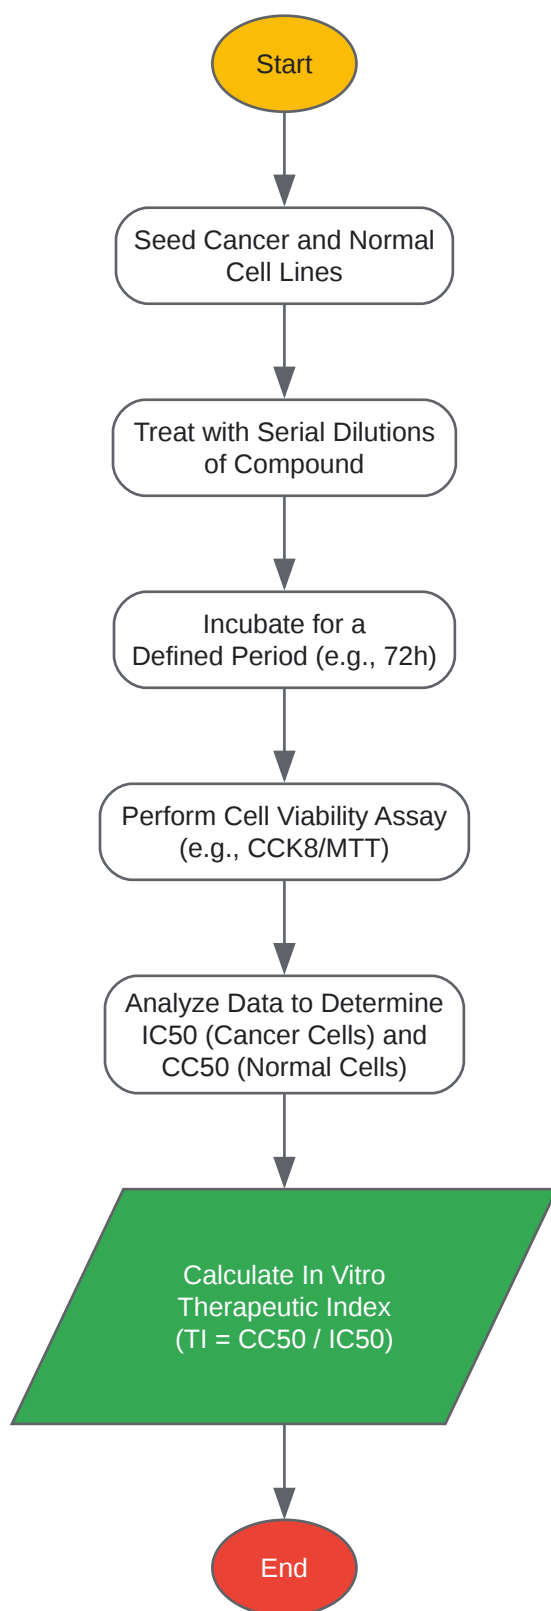 Start
Seed Cancer and Normal
Cell Lines
Treat with Serial Dilutions
of Compound
Incubate for a
Defined Period (e.g., 72h)
Perform Cell Viability Assay
(e.g., CCK8/MTT)
Analyze Data to Determine
IC50 (Cancer Cells) and
CC50 (Normal Cells)
Calculate In Vitro
Therapeutic Index
(TI = CC50 / IC50)
End